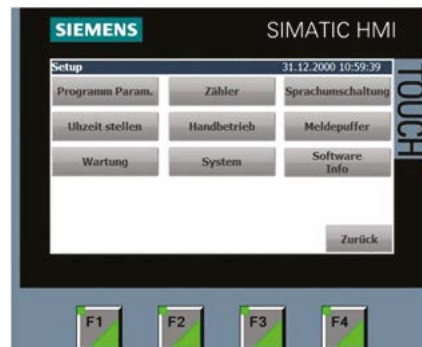 SIEMENS
SIMATIC HMI
TOUCH
Setup
31.12.2000 10:59:39
Programm Param.
Zähler
Sprachumschaltung
Uhzeit stellen
Handbetrieb
Meldepuffer
Wartung
System
Software
Info
Zurück
F1
F2
F3
F4